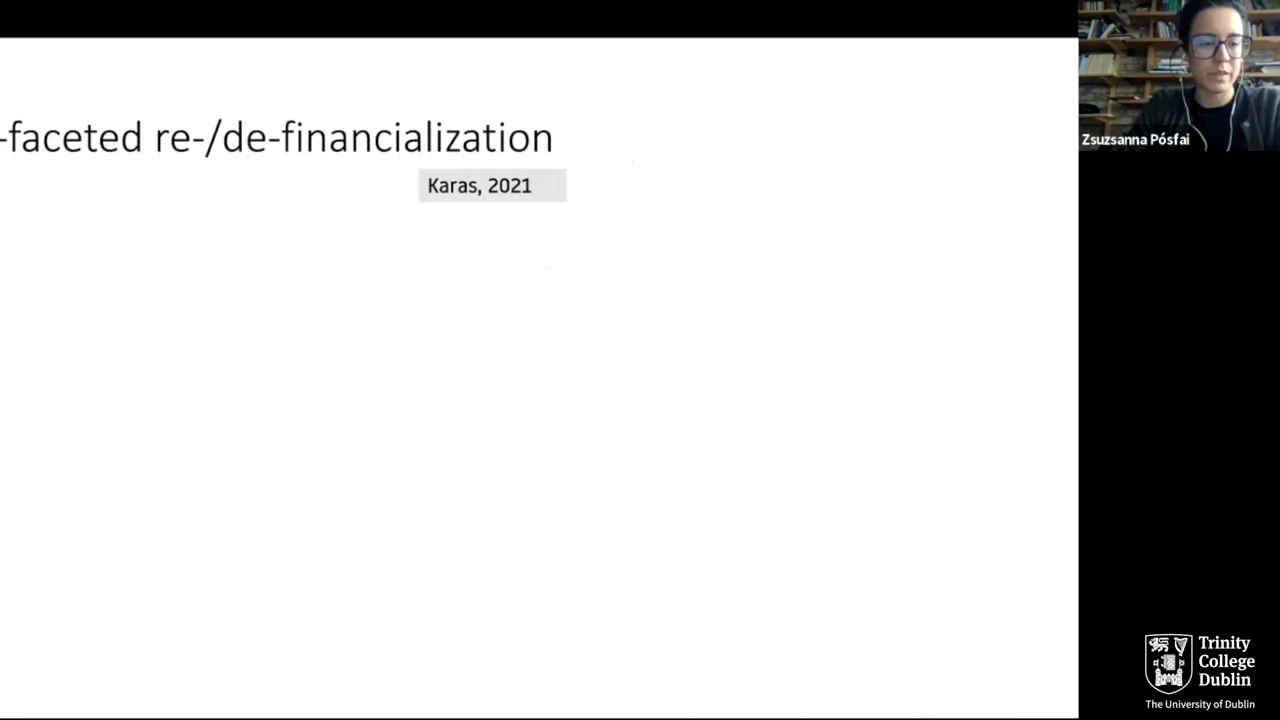 -faceted re-/de-financialization
Karas, 2021
Zsuzsanna Pósfai
Trinity
College
Dublin
The University of Dublin